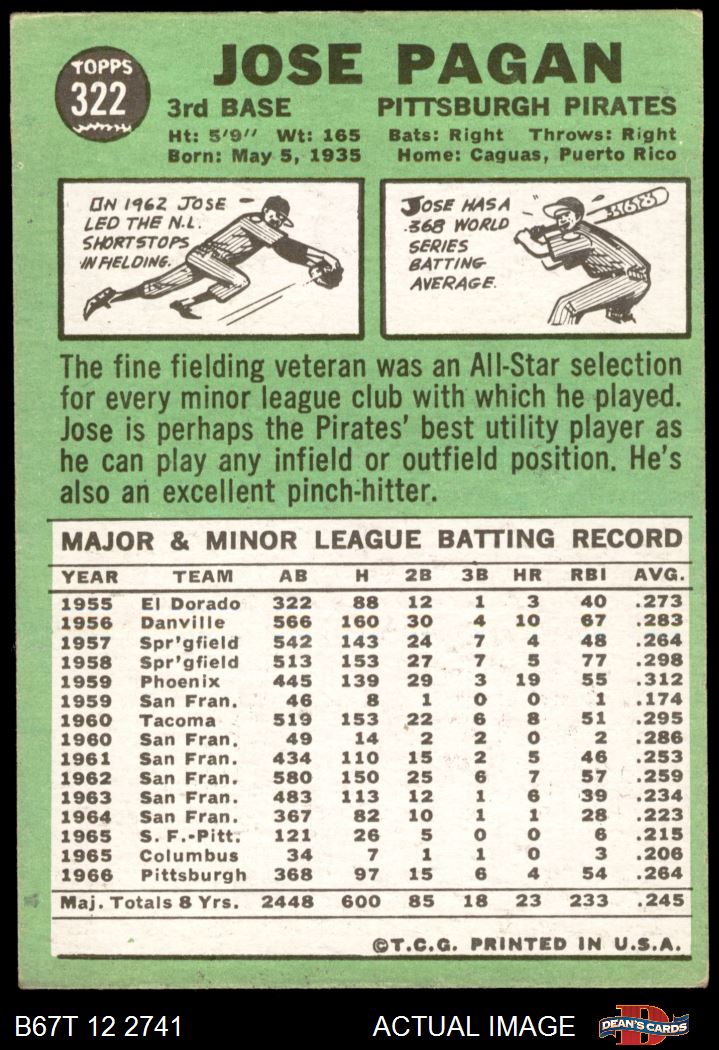 TOPPS
322
JOSE PAGAN
3rd BASE PITTSBURGH PIRATES
Ht: 5'9" Wt: 165 Bats: Right Throws: Right
Born: May 5, 1935 Home: Caguas, Puerto Rico
IN 1962 JOSE
LED THE N.L.
SHORTSTOPS
IN FIELDING.
JOSE HAS A
.368 WORLD
SERIES
BATTING
AVERAGE.
The fine fielding veteran was an All-Star selection
for every minor league club with which he played.
Jose is perhaps the Pirates' best utility player as
he can play any infield or outfield position. He's
also an excellent pinch-hitter.
MAJOR & MINOR LEAGUE BATTING RECORD
YEAR TEAM AB H 2B 3B HR RBI AVG.
1955 El Dorado 322 88 12 1 3 40 .273
1956 Danville 566 160 30 4 10 67 .283
1957 Spr'gfield 542 143 24 7 4 48 .264
1958 Spr'gfield 513 153 27 7 5 77 .298
1959 Phoenix 445 139 29 3 19 55 .312
1959 San Fran. 46 8 1 0 0 1 .174
1960 Tacoma 519 153 22 6 8 51 .295
1960 San Fran. 49 14 2 2 0 2 .286
1961 San Fran. 434 110 15 2 5 46 .253
1962 San Fran. 580 150 25 6 7 57 .259
1963 San Fran. 483 113 12 1 6 39 .234
1964 San Fran. 367 82 10 1 1 28 .223
1965 S. F.-Pitt. 121 26 5 0 0 6 .215
1965 Columbus 34 7 1 1 0 3 .206
1966 Pittsburgh 368 97 15 6 4 54 .264
Maj. Totals 8 Yrs. 2448 600 85 18 23 233 .245
©T.C.G. PRINTED IN U.S.A.
B67T 12 2741 ACTUAL IMAGE D DEAN'S CARDS